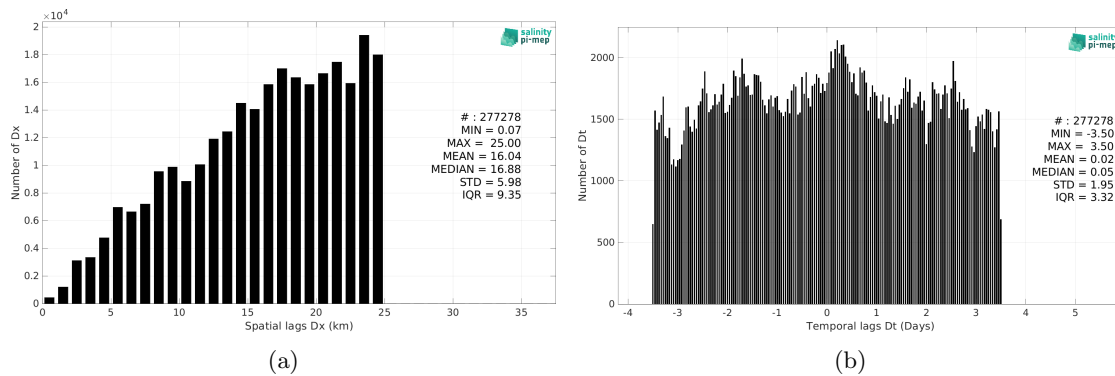 ×10⁴
2
1.8
1.6
1.4
1.2
1
0.8
0.6
0.4
0.2
0
Number of Dx
0 5 10 15 20 25 30 35
Spatial lags Dx (km)
salinity
pi-mep
# : 277278
MIN = 0.07
MAX = 25.00
MEAN = 16.04
MEDIAN = 16.88
STD = 5.98
IQR = 9.35
(a)
2000
1500
1000
500
0
Number of Dt
-4 -3 -2 -1 0 1 2 3 4 5
Temporal lags Dt (Days)
salinity
pi-mep
# : 277278
MIN = -3.50
MAX = 3.50
MEAN = 0.02
MEDIAN = 0.05
STD = 1.95
IQR = 3.32
(b)